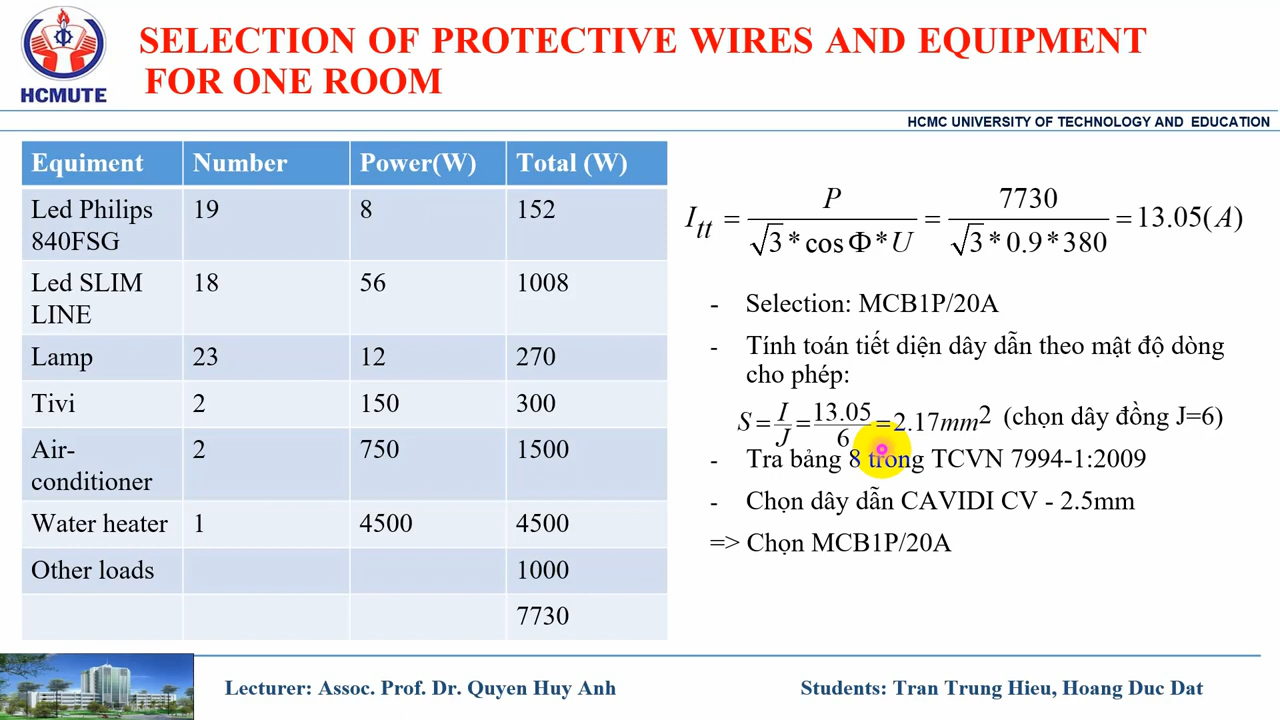 HCMUTE
SELECTION OF PROTECTIVE WIRES AND EQUIPMENT
FOR ONE ROOM
HCMC UNIVERSITY OF TECHNOLOGY AND EDUCATION
Equiment Number Power(W) Total (W)
Led Philips 19 8 152
840FSG
Led SLIM 18 56 1008
LINE
Lamp 23 12 270
Tivi 2 150 300
Air- 2 750 1500
conditioner
Water heater 1 4500 4500
Other loads 1000
7730
I_tt = P / (√3 * cos Φ * U) = 7730 / (√3 * 0.9 * 380) = 13.05(A)
- Selection: MCB1P/20A
- Tính toán tiết diện dây dẫn theo mật độ dòng
cho phép:
S = I / J = 13.05 / 6 = 2.17mm² (chọn dây đồng J=6)
- Tra bảng 8 trong TCVN 7994-1:2009
- Chọn dây dẫn CAVIDI CV - 2.5mm
=> Chọn MCB1P/20A
Lecturer: Assoc. Prof. Dr. Quyen Huy Anh
Students: Tran Trung Hieu, Hoang Duc Dat